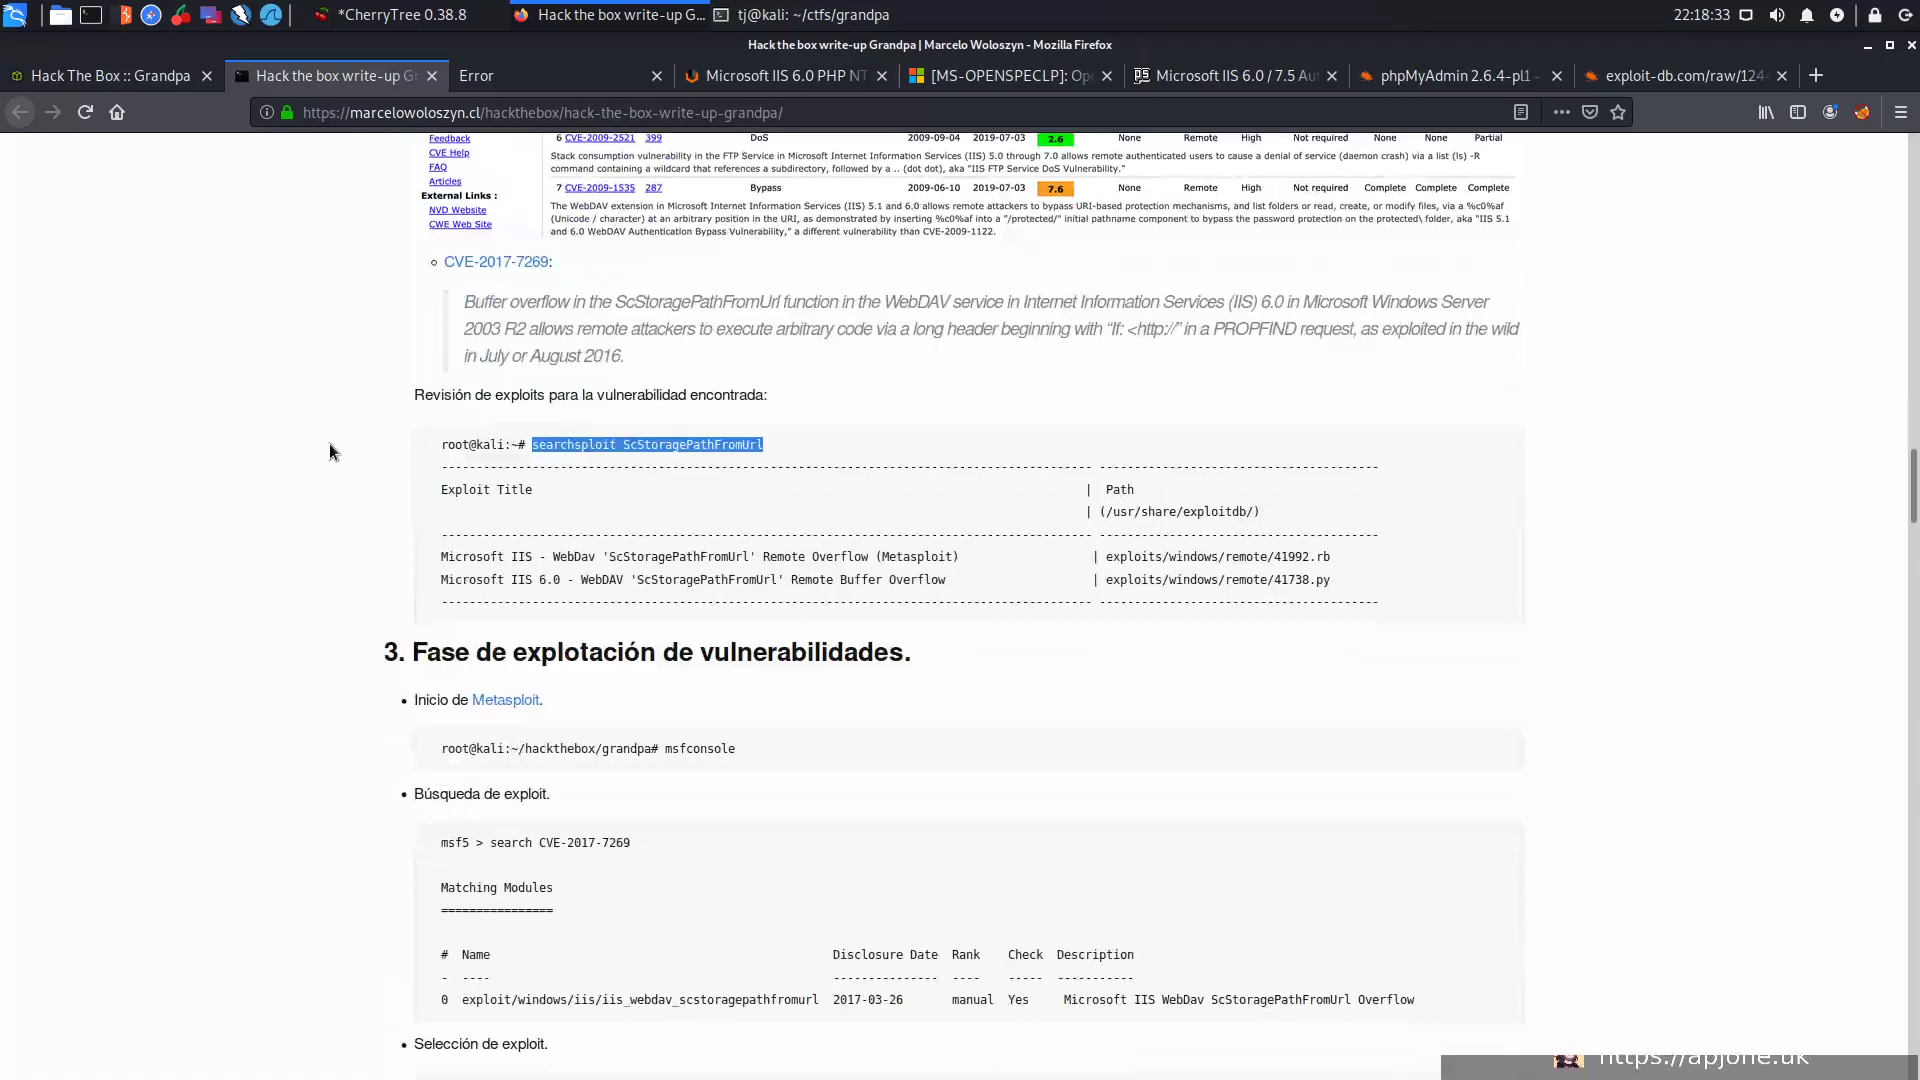 *CherryTree 0.38.8
Hack the box write-up G...
tj@kali: ~/ctfs/grandpa
22:18:33
Hack the box write-up Grandpa | Marcelo Woloszyn - Mozilla Firefox
Hack The Box :: Grandpa
Hack the box write-up Gr
Error
Microsoft IIS 6.0 PHP NT
[MS-OPENSPECLP]: Op
Microsoft IIS 6.0 / 7.5 Au
phpMyAdmin 2.6.4-pl1 -
exploit-db.com/raw/124
https://marcelowoloszyn.cl/hackthebox/hack-the-box-write-up-grandpa/
Feedback
CVE Help
FAQ
Articles
External Links :
NVD Website
CWE Web Site
6 CVE-2009-2521 399 DoS 2009-09-04 2019-07-03 2.6 None Remote High Not required None None Partial
Stack consumption vulnerability in the FTP Service in Microsoft Internet Information Services (IIS) 5.0 through 7.0 allows remote authenticated users to cause a denial of service (daemon crash) via a list (ls) -R
command containing a wildcard that references a subdirectory, followed by a .. (dot dot), aka "IIS FTP Service DoS Vulnerability."
7 CVE-2009-1535 287 Bypass 2009-06-10 2019-07-03 7.6 None Remote High Not required Complete Complete Complete
The WebDAV extension in Microsoft Internet Information Services (IIS) 5.1 and 6.0 allows remote attackers to bypass URI-based protection mechanisms, and list folders or read, create, or modify files, via a %c0%af
(Unicode / character) at an arbitrary position in the URI, as demonstrated by inserting %c0%af into a "/protected/" initial pathname component to bypass the password protection on the protected\ folder, aka "IIS 5.1
and 6.0 WebDAV Authentication Bypass Vulnerability," a different vulnerability than CVE-2009-1122.
CVE-2017-7269:
Buffer overflow in the ScStoragePathFromUrl function in the WebDAV service in Internet Information Services (IIS) 6.0 in Microsoft Windows Server
2003 R2 allows remote attackers to execute arbitrary code via a long header beginning with “If: <http://” in a PROPFIND request, as exploited in the wild
in July or August 2016.
Revisión de exploits para la vulnerabilidad encontrada:
root@kali:~# searchsploit ScStoragePathFromUrl
--------------------------------------------------------------------------------------------- ----------------------------------------
Exploit Title | Path
| (/usr/share/exploitdb/)
--------------------------------------------------------------------------------------------- ----------------------------------------
Microsoft IIS - WebDav 'ScStoragePathFromUrl' Remote Overflow (Metasploit) | exploits/windows/remote/41992.rb
Microsoft IIS 6.0 - WebDAV 'ScStoragePathFromUrl' Remote Buffer Overflow | exploits/windows/remote/41738.py
--------------------------------------------------------------------------------------------- ----------------------------------------
3. Fase de explotación de vulnerabilidades.
• Inicio de Metasploit.
root@kali:~/hackthebox/grandpa# msfconsole
• Búsqueda de exploit.
msf5 > search CVE-2017-7269
Matching Modules
================
# Name Disclosure Date Rank Check Description
- ---- --------------- ---- ----- -----------
0 exploit/windows/iis/iis_webdav_scstoragepathfromurl 2017-03-26 manual Yes Microsoft IIS WebDav ScStoragePathFromUrl Overflow
• Selección de exploit.
https://apjone.uk